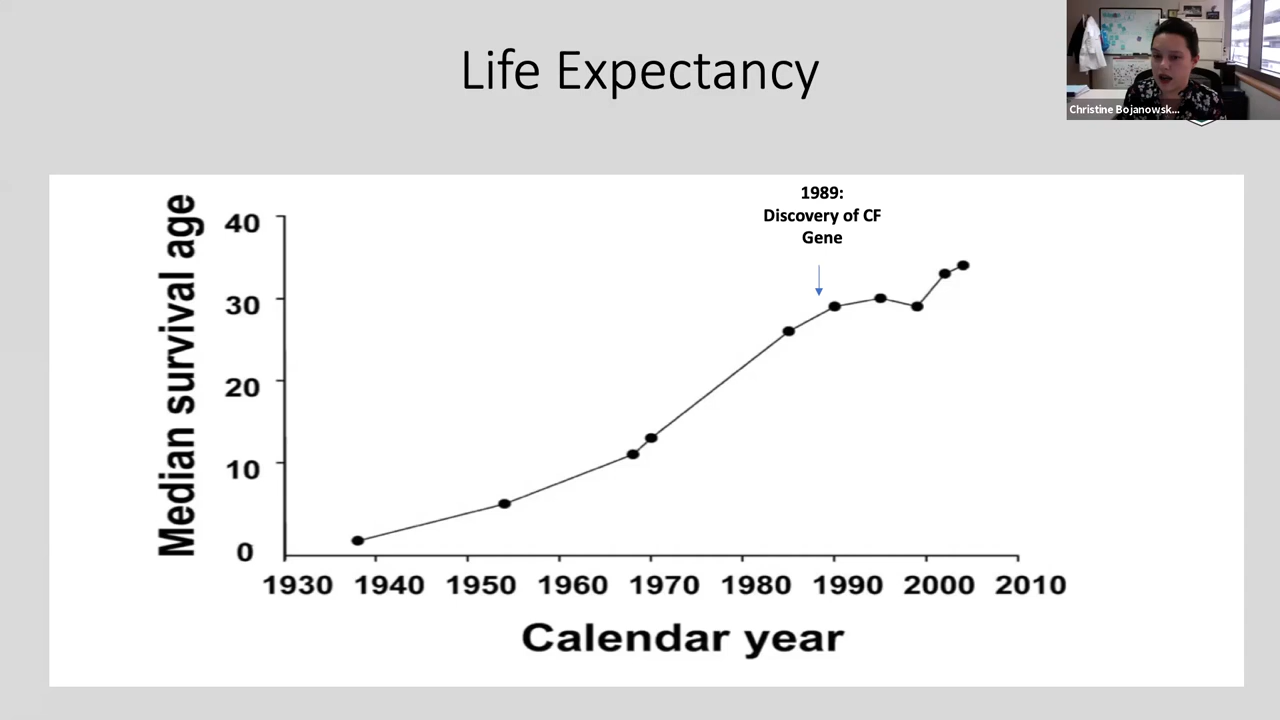 Life Expectancy
Christine Bojanowsk...
1989:
Discovery of CF
Gene
Median survival age
40
30
20
10
0
1930 1940 1950 1960 1970 1980 1990 2000 2010
Calendar year